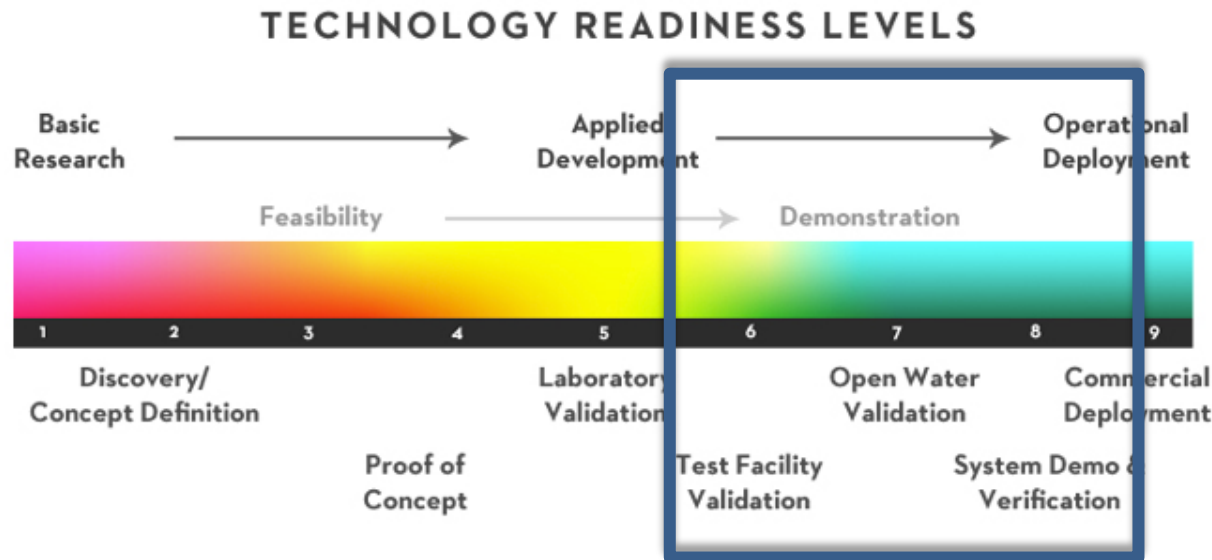 TECHNOLOGY READINESS LEVELS
Basic
Research
Applied
Development
Operational
Deployment
Feasibility
Demonstration
1 2 3 4 5 6 7 8 9
Discovery/
Concept Definition
Laboratory
Validation
Open Water
Validation
Commercial
Deployment
Proof of
Concept
Test Facility
Validation
System Demo &
Verification